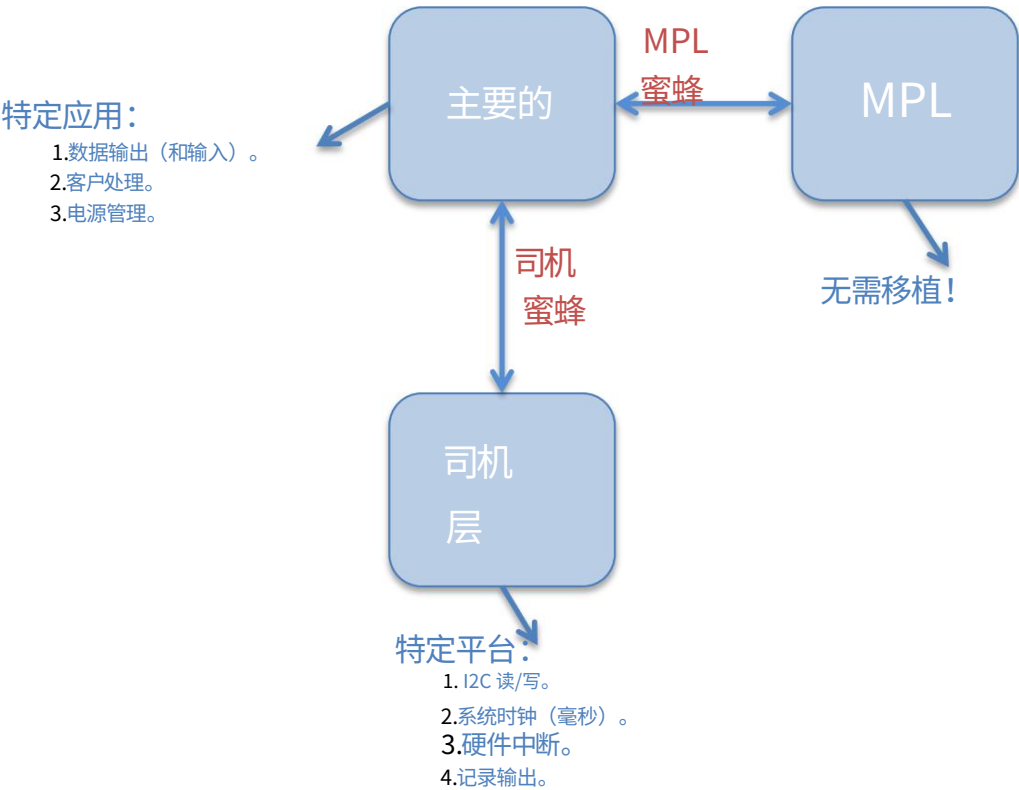 主要的
MPL
蜜蜂
MPL
特定应用：
1.数据输出（和输入）。
2.客户处理。
3.电源管理。
司机
蜜蜂
无需移植！
司机
层
特定平台：
1. I2C 读/写。
2.系统时钟（毫秒）。
3.硬件中断。
4.记录输出。